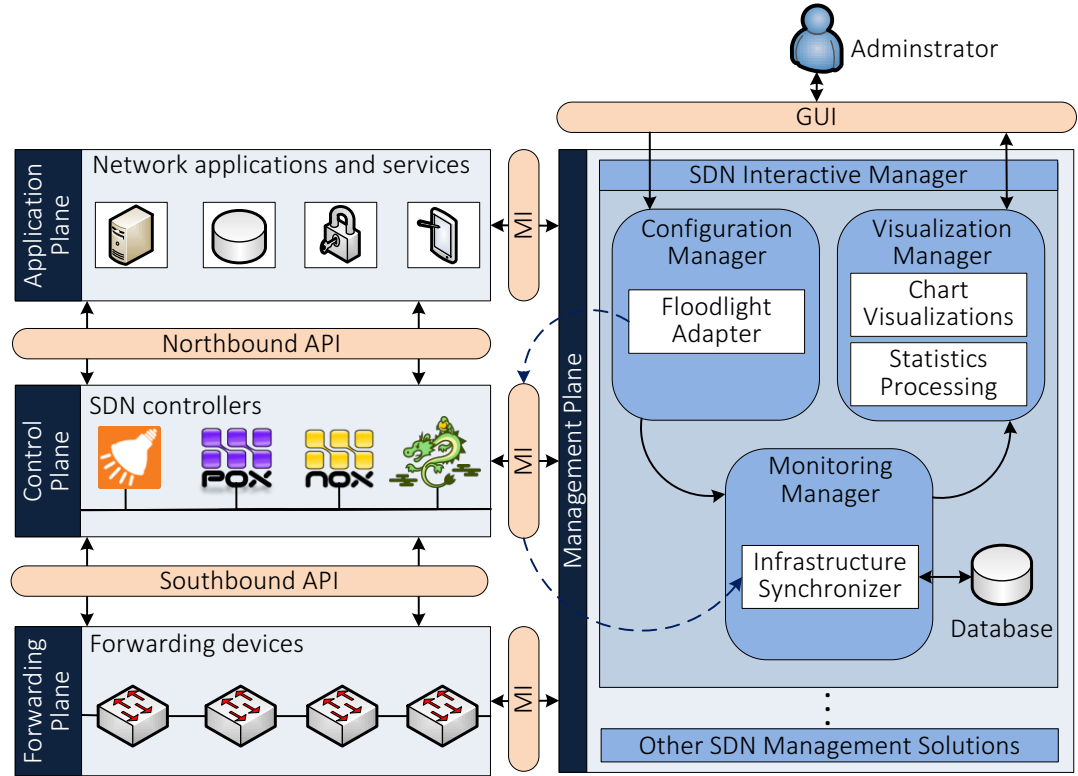 Adminstrator
GUI
Application
Plane
Network applications and services
MI
Northbound API
Control
Plane
SDN controllers
POX
nox
MI
Southbound API
Forwarding
Plane
Forwarding devices
MI
Management Plane
SDN Interactive Manager
Configuration
Manager
Floodlight
Adapter
Visualization
Manager
Chart
Visualizations
Statistics
Processing
Monitoring
Manager
Infrastructure
Synchronizer
Database
Other SDN Management Solutions